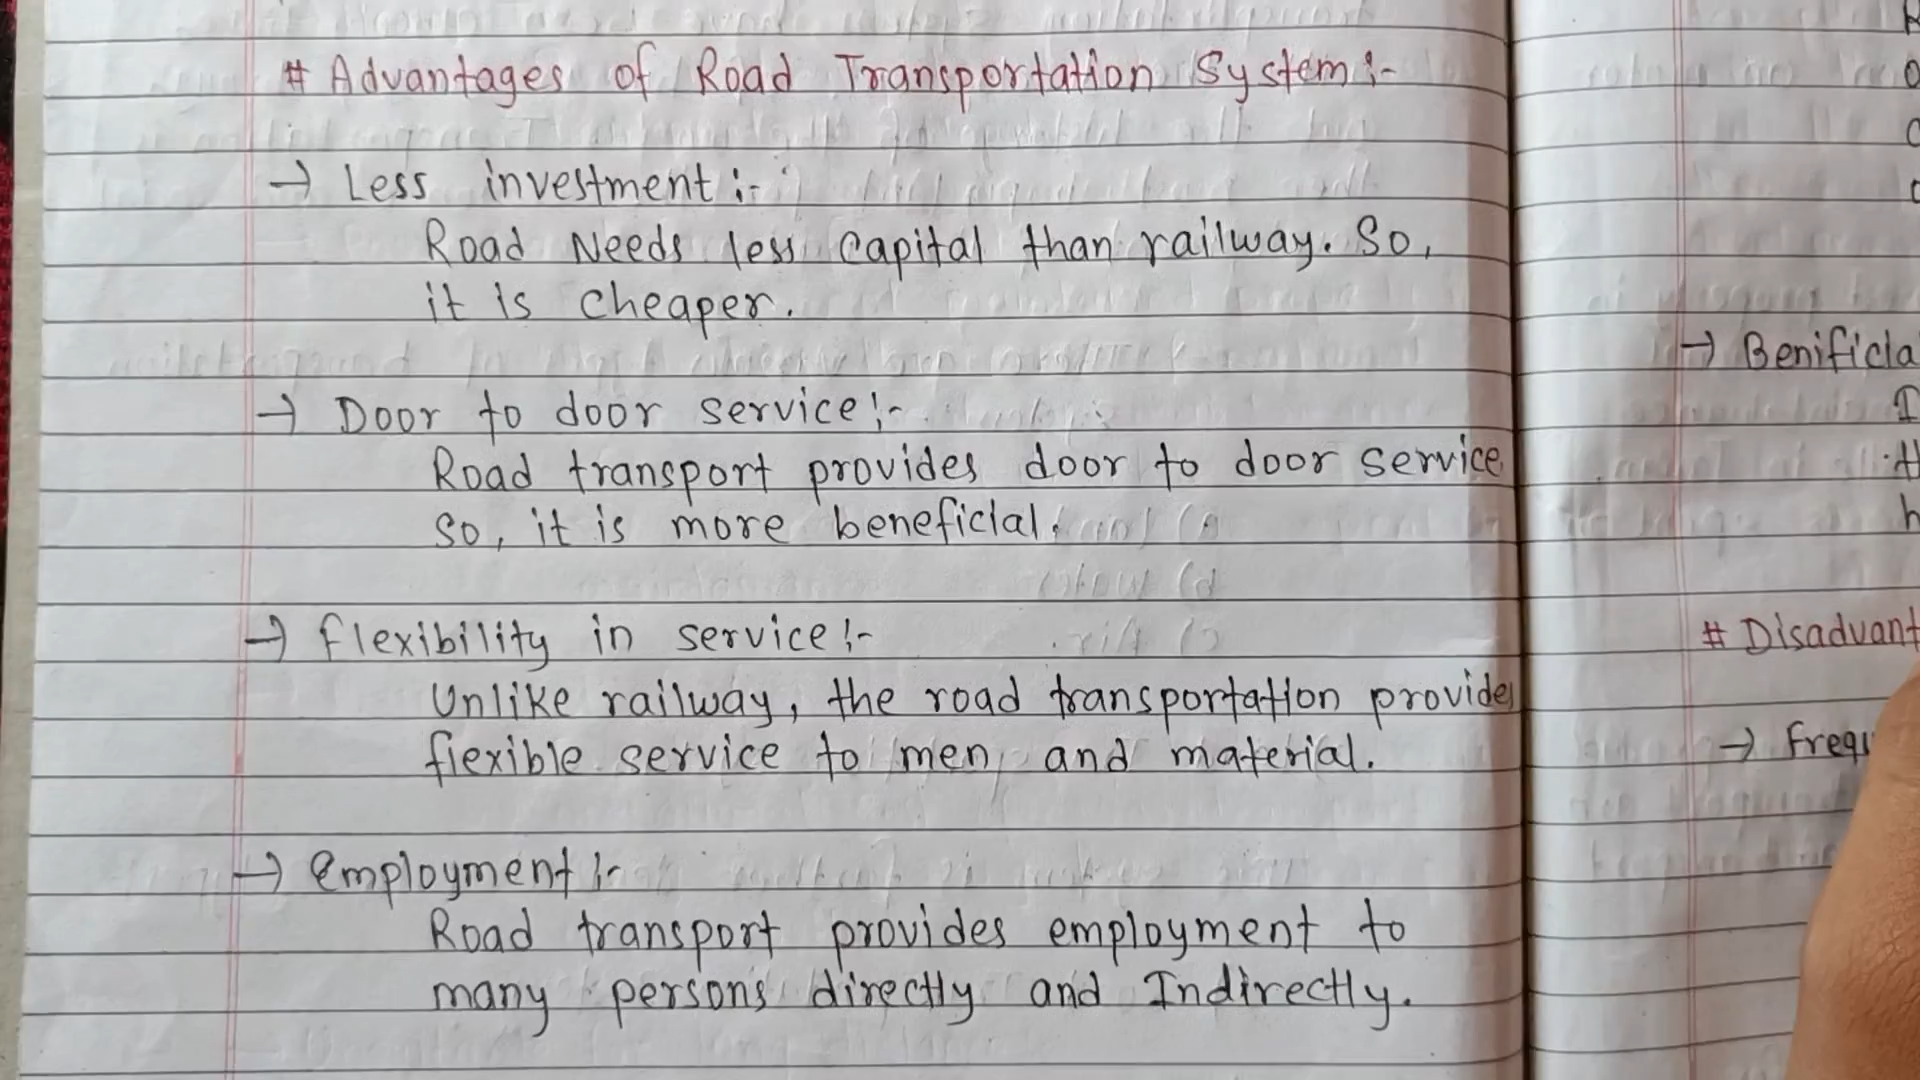 # Advantages of Road Transportation System :-
→ Less investment :-
Road Needs less capital than railway. So,
it is cheaper.
→ Door to door service :-
Road transport provides door to door service
so, it is more beneficial.
→ flexibility in service :-
Unlike railway, the road transportation provides
flexible service to men and material.
→ employment :-
Road transport provides employment to
many persons directly and Indirectly.
→ Benificia
# Disadvant
→ frequ